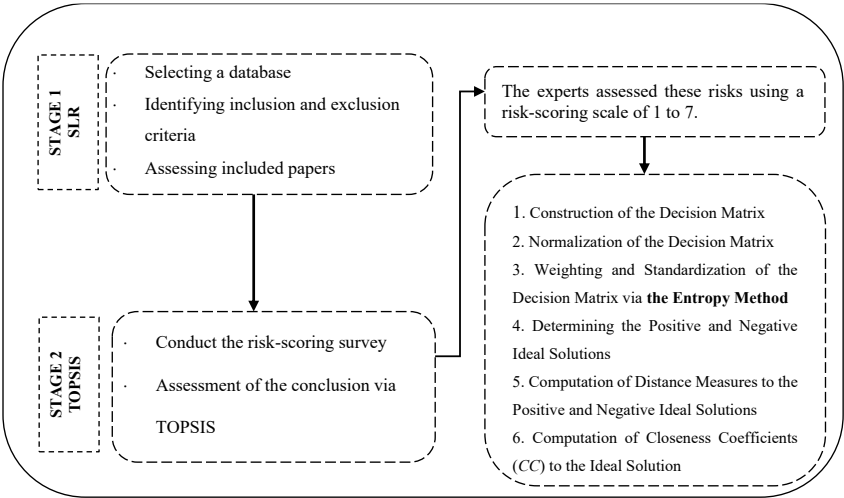 STAGE 1
SLR
· Selecting a database
· Identifying inclusion and exclusion
criteria
· Assessing included papers
STAGE 2
TOPSIS
· Conduct the risk-scoring survey
· Assessment of the conclusion via
TOPSIS
The experts assessed these risks using a
risk-scoring scale of 1 to 7.
1. Construction of the Decision Matrix
2. Normalization of the Decision Matrix
3. Weighting and Standardization of the
Decision Matrix via the Entropy Method
4. Determining the Positive and Negative
Ideal Solutions
5. Computation of Distance Measures to the
Positive and Negative Ideal Solutions
6. Computation of Closeness Coefficients
(CC) to the Ideal Solution